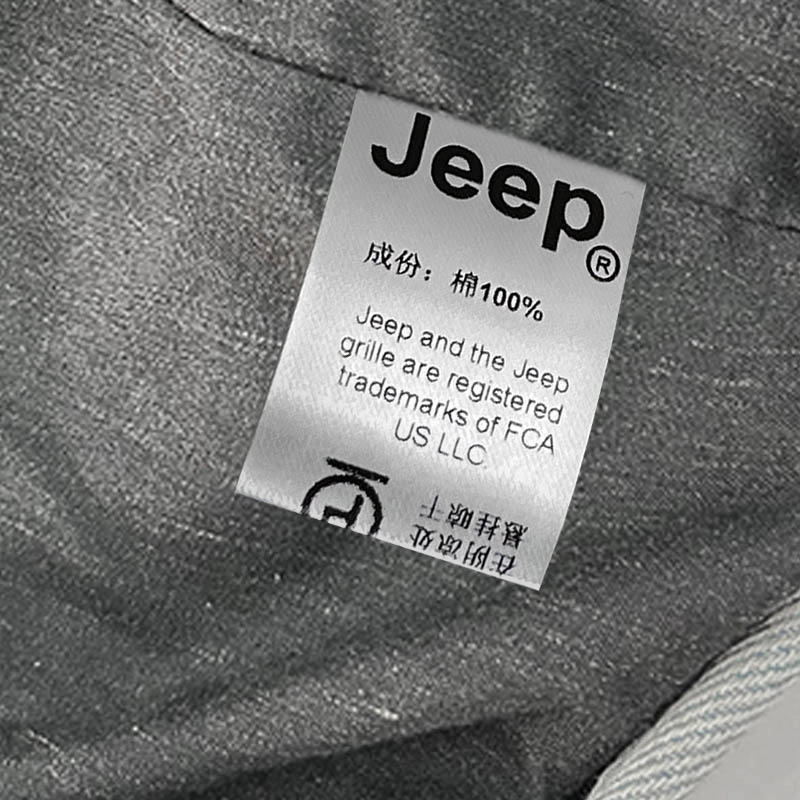 Jeep®
成份：棉100%
Jeep and the Jeep
grille are registered
trademarks of FCA
US LLC
在阴凉处
悬挂晾干